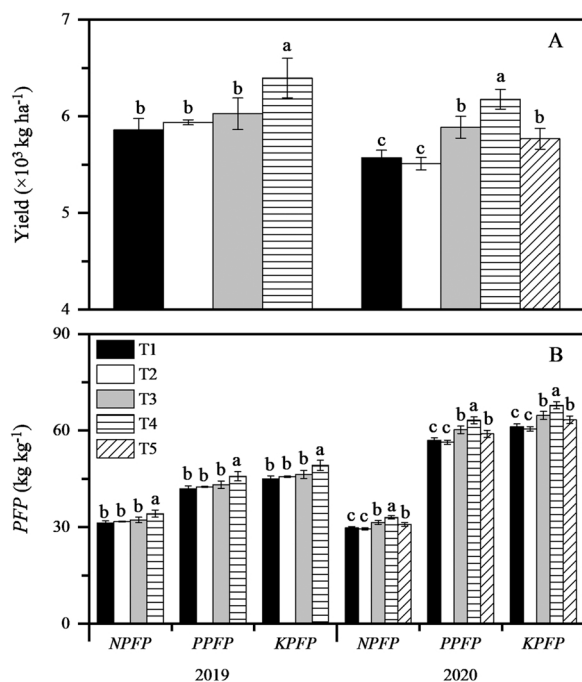 7
6
5
4
Yield (×10³ kg ha⁻¹)
A
b
b
b
a
c
c
b
a
b
90
60
30
0
PFP (kg kg⁻¹)
B
T1
T2
T3
T4
T5
b b b a
b b b a
b b b a
c c b a b
c c b a b
c c b a b
NPFP PPFP KPFP NPFP PPFP KPFP
2019 2020